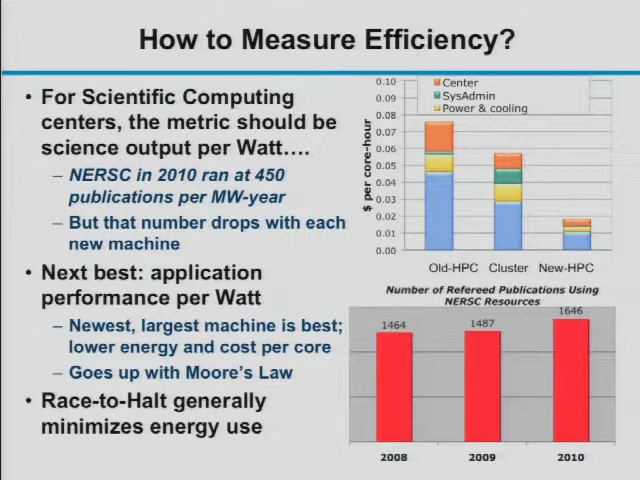 How to Measure Efficiency?
• For Scientific Computing
centers, the metric should be
science output per Watt….
– NERSC in 2010 ran at 450
publications per MW-year
– But that number drops with each
new machine
• Next best: application
performance per Watt
– Newest, largest machine is best;
lower energy and cost per core
– Goes up with Moore's Law
• Race-to-Halt generally
minimizes energy use
$ per core-hour
0.10
0.09
0.08
0.07
0.06
0.05
0.04
0.03
0.02
0.01
0.00
Center
SysAdmin
Power & cooling
Old-HPC Cluster New-HPC
Number of Refereed Publications Using
NERSC Resources
1464 1487 1646
2008 2009 2010